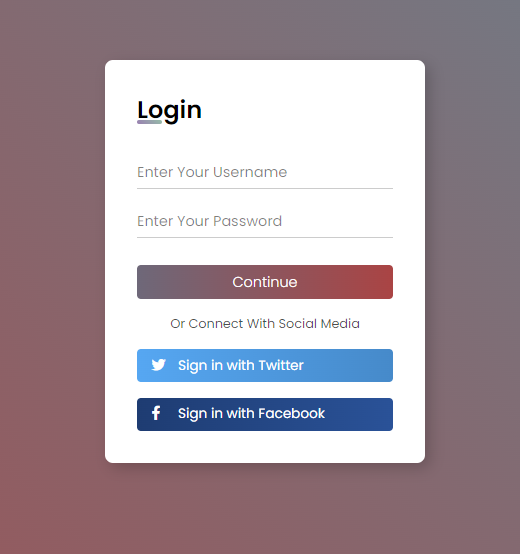 Login
Enter Your Username
Enter Your Password
Continue
Or Connect With Social Media
Sign in with Twitter
Sign in with Facebook